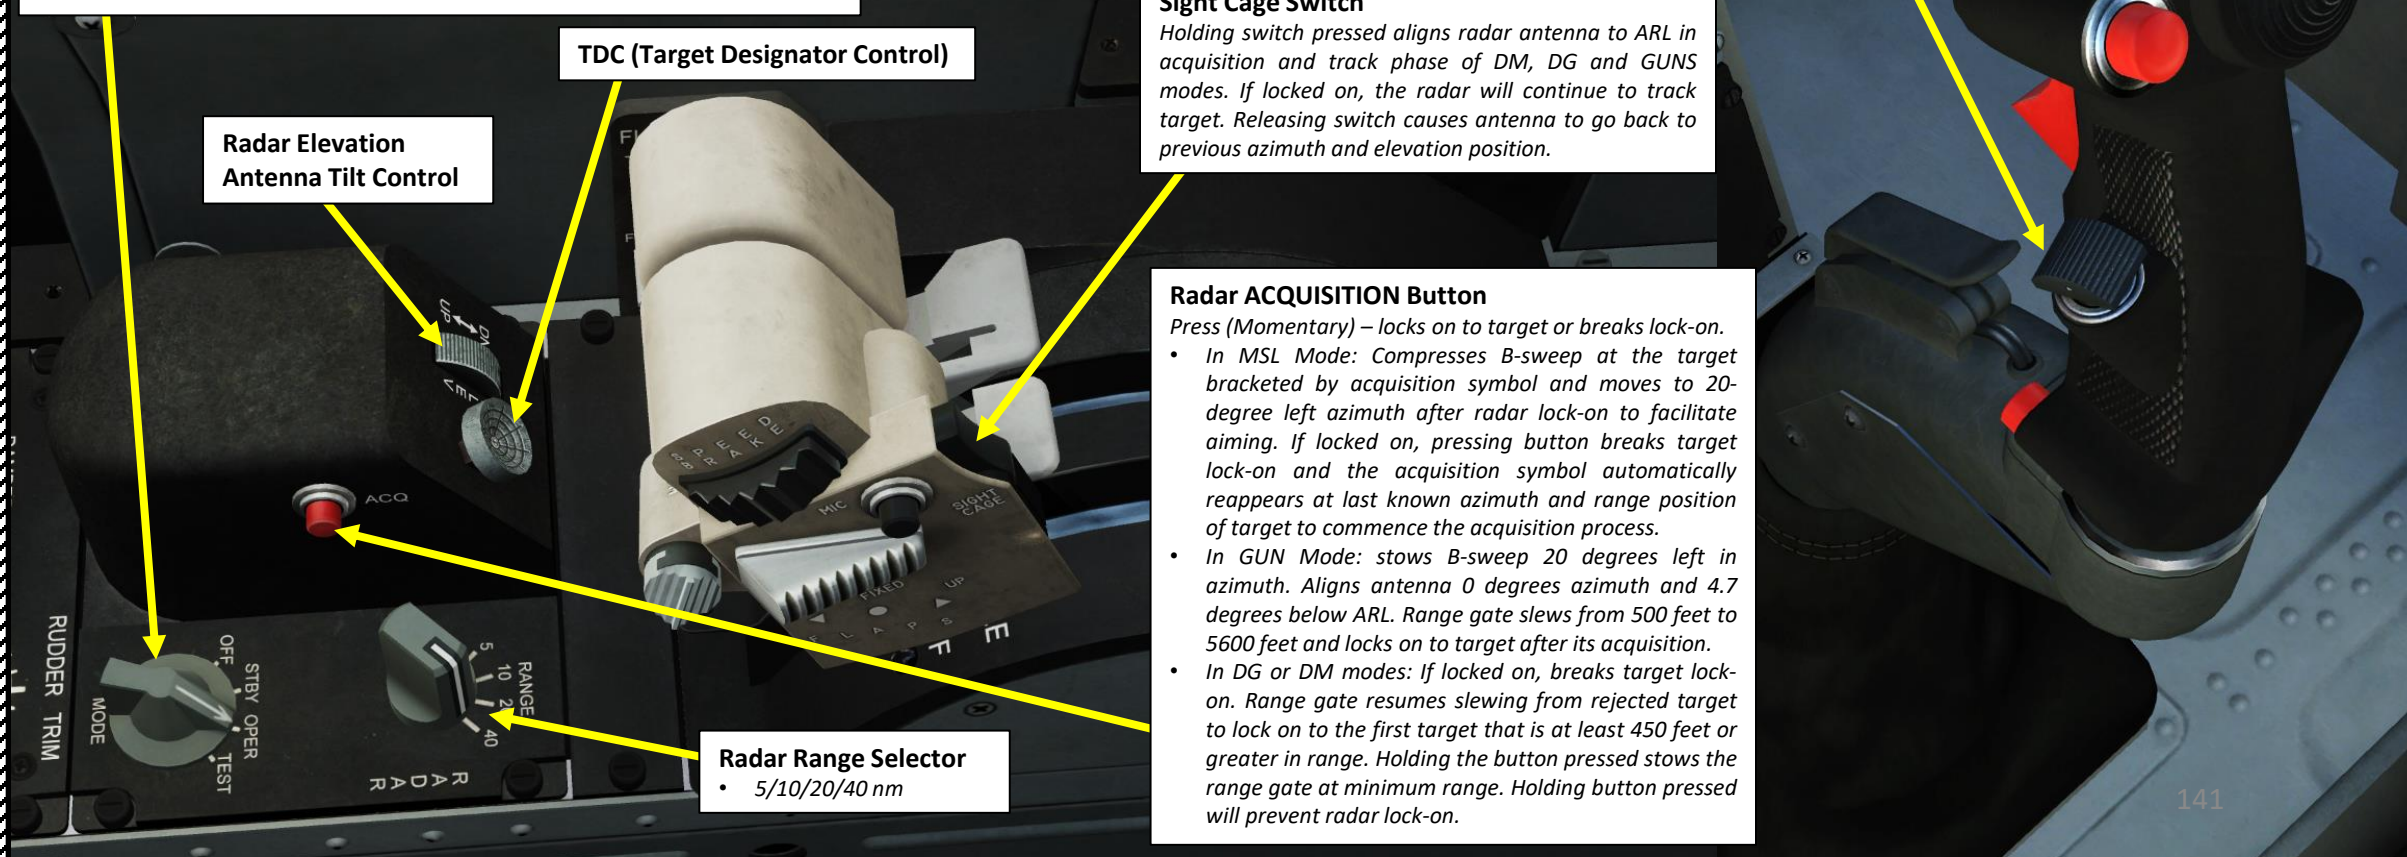 Sight Cage Switch
Holding switch pressed aligns radar antenna to ARL in
acquisition and track phase of DM, DG and GUNS
modes. If locked on, the radar will continue to track
target. Releasing switch causes antenna to go back to
previous azimuth and elevation position.
TDC (Target Designator Control)
Radar Elevation
Antenna Tilt Control
Radar ACQUISITION Button
Press (Momentary) – locks on to target or breaks lock-on.
• In MSL Mode: Compresses B-sweep at the target
bracketed by acquisition symbol and moves to 20-
degree left azimuth after radar lock-on to facilitate
aiming. If locked on, pressing button breaks target
lock-on and the acquisition symbol automatically
reappears at last known azimuth and range position
of target to commence the acquisition process.
• In GUN Mode: stows B-sweep 20 degrees left in
azimuth. Aligns antenna 0 degrees azimuth and 4.7
degrees below ARL. Range gate slews from 500 feet to
5600 feet and locks on to target after its acquisition.
• In DG or DM modes: If locked on, breaks target lock-
on. Range gate resumes slewing from rejected target
to lock on to the first target that is at least 450 feet or
greater in range. Holding the button pressed stows the
range gate at minimum range. Holding button pressed
will prevent radar lock-on.
Radar Range Selector
• 5/10/20/40 nm
UP
ACQ
SPEED
BRAKE
MIC
SIGHT
CAGE
FIXED
UP
FLAPS
RUDDER TRIM
OFF
STBY
OPER
TEST
MODE
RADAR
5
10
40
RANGE
141